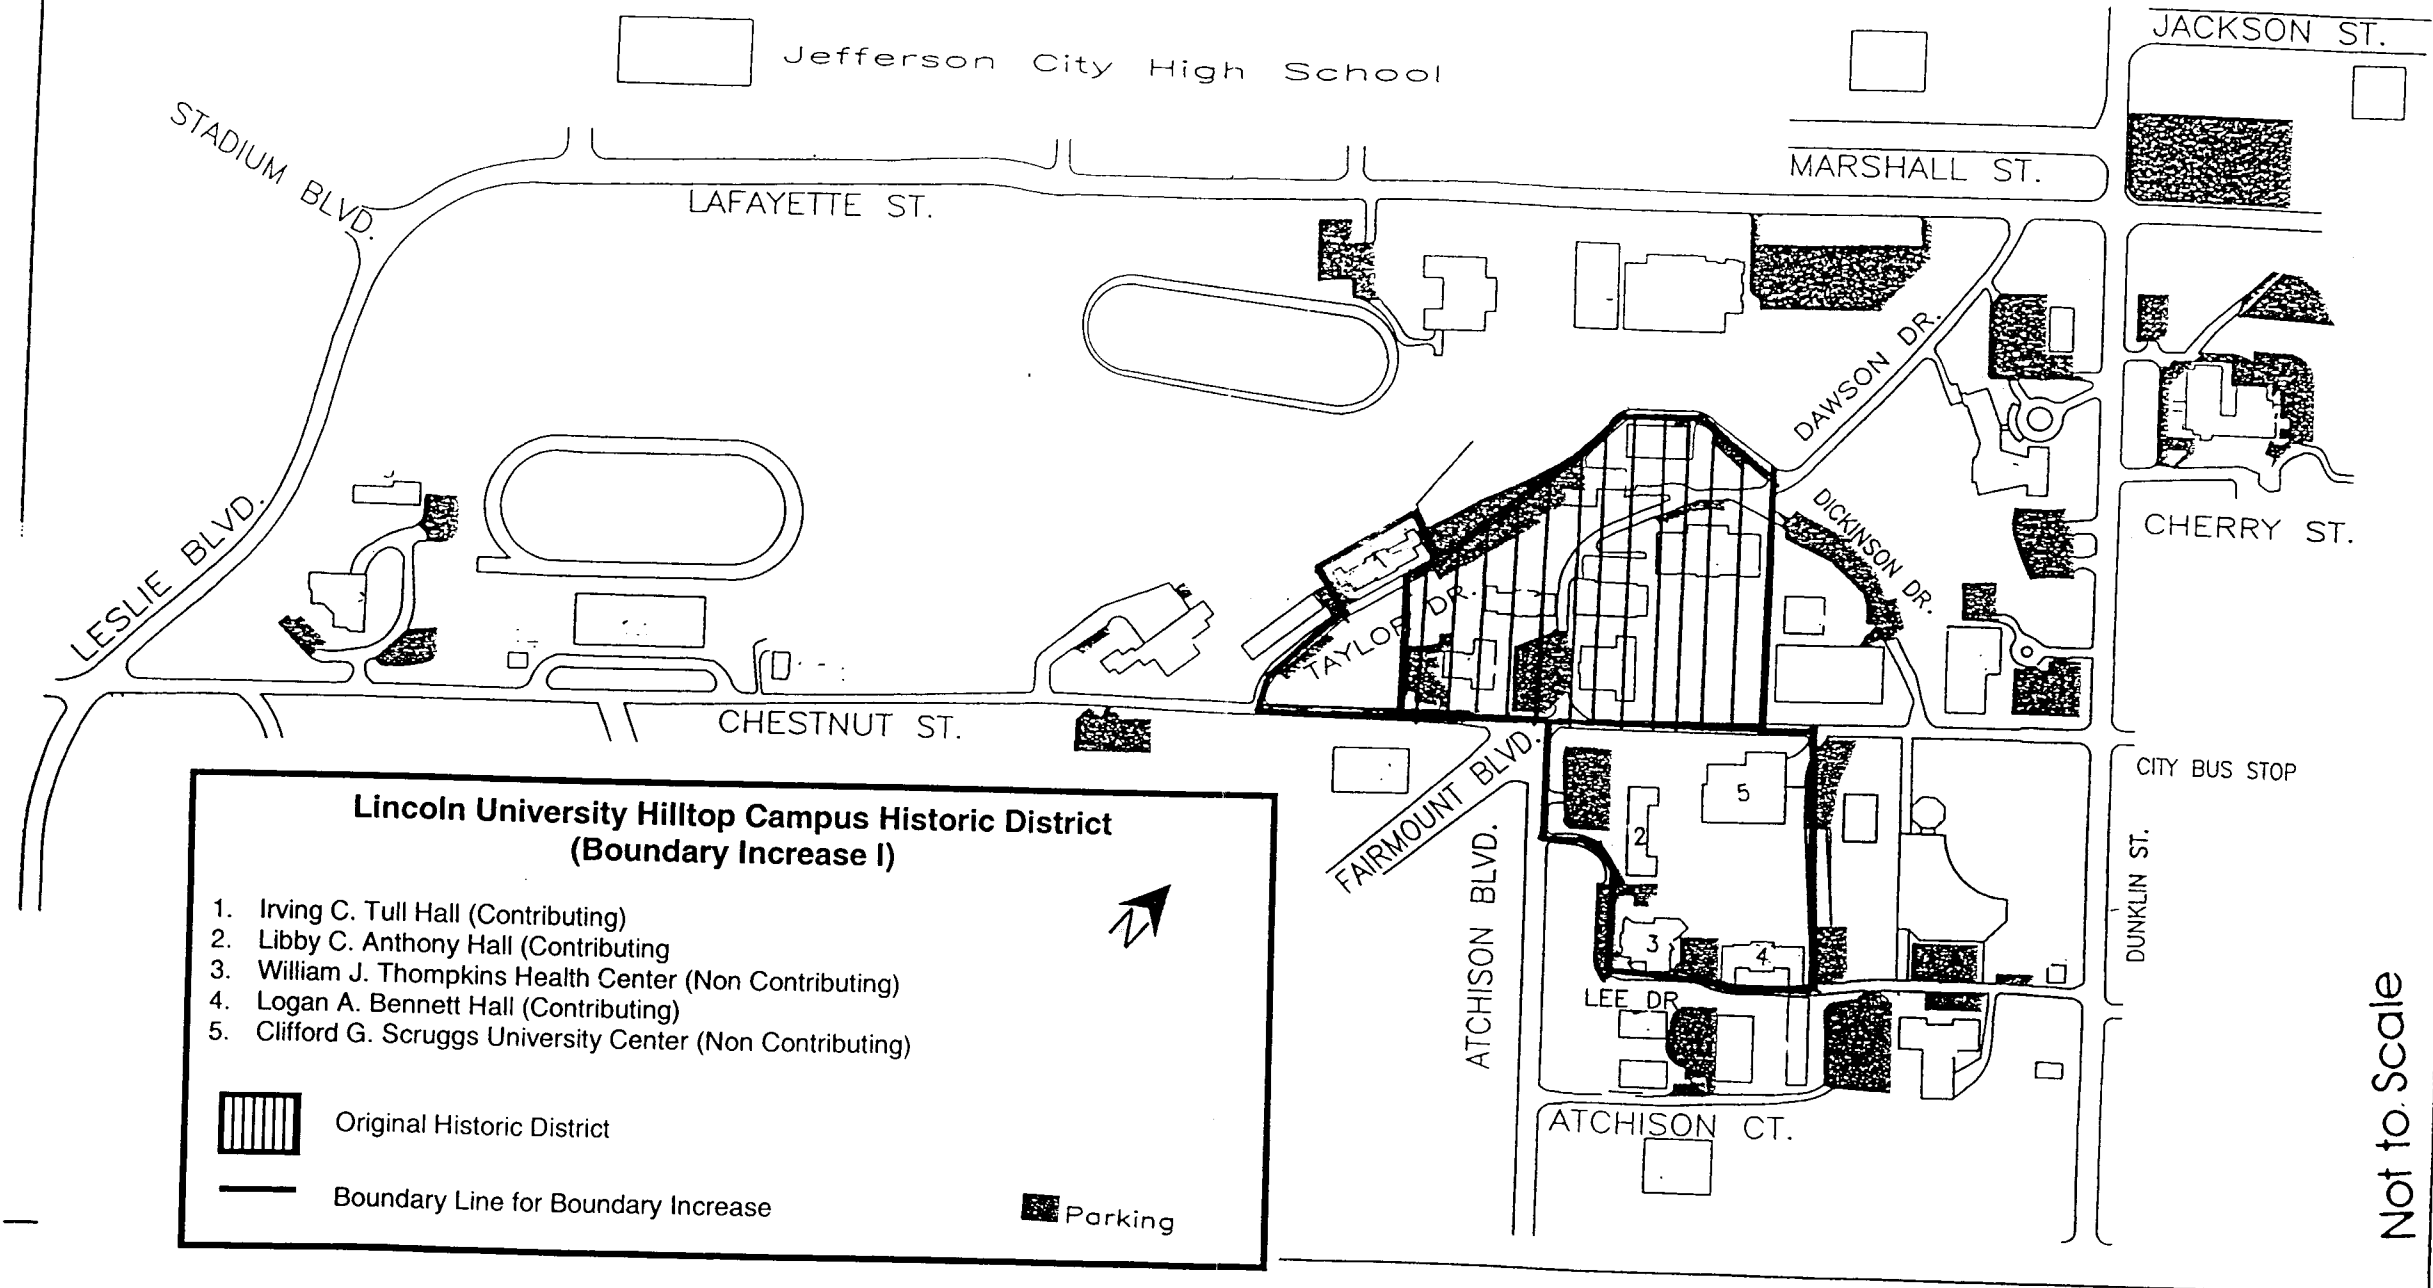 JACKSON ST.
Jefferson City High School
STADIUM BLVD.
MARSHALL ST.
LAFAYETTE ST.
DAWSON DR.
DICKINSON DR.
CHERRY ST.
LESLIE BLVD.
1
TAYLOR DR.
CHESTNUT ST.
FAIRMOUNT BLVD.
CITY BUS STOP
5
2
3
4
ATCHISON BLVD.
DUNKLIN ST.
LEE DR
ATCHISON CT.
Not to Scale
Lincoln University Hilltop Campus Historic District
(Boundary Increase I)
N
1. Irving C. Tull Hall (Contributing)
2. Libby C. Anthony Hall (Contributing
3. William J. Thompkins Health Center (Non Contributing)
4. Logan A. Bennett Hall (Contributing)
5. Clifford G. Scruggs University Center (Non Contributing)
Original Historic District
Boundary Line for Boundary Increase
Parking